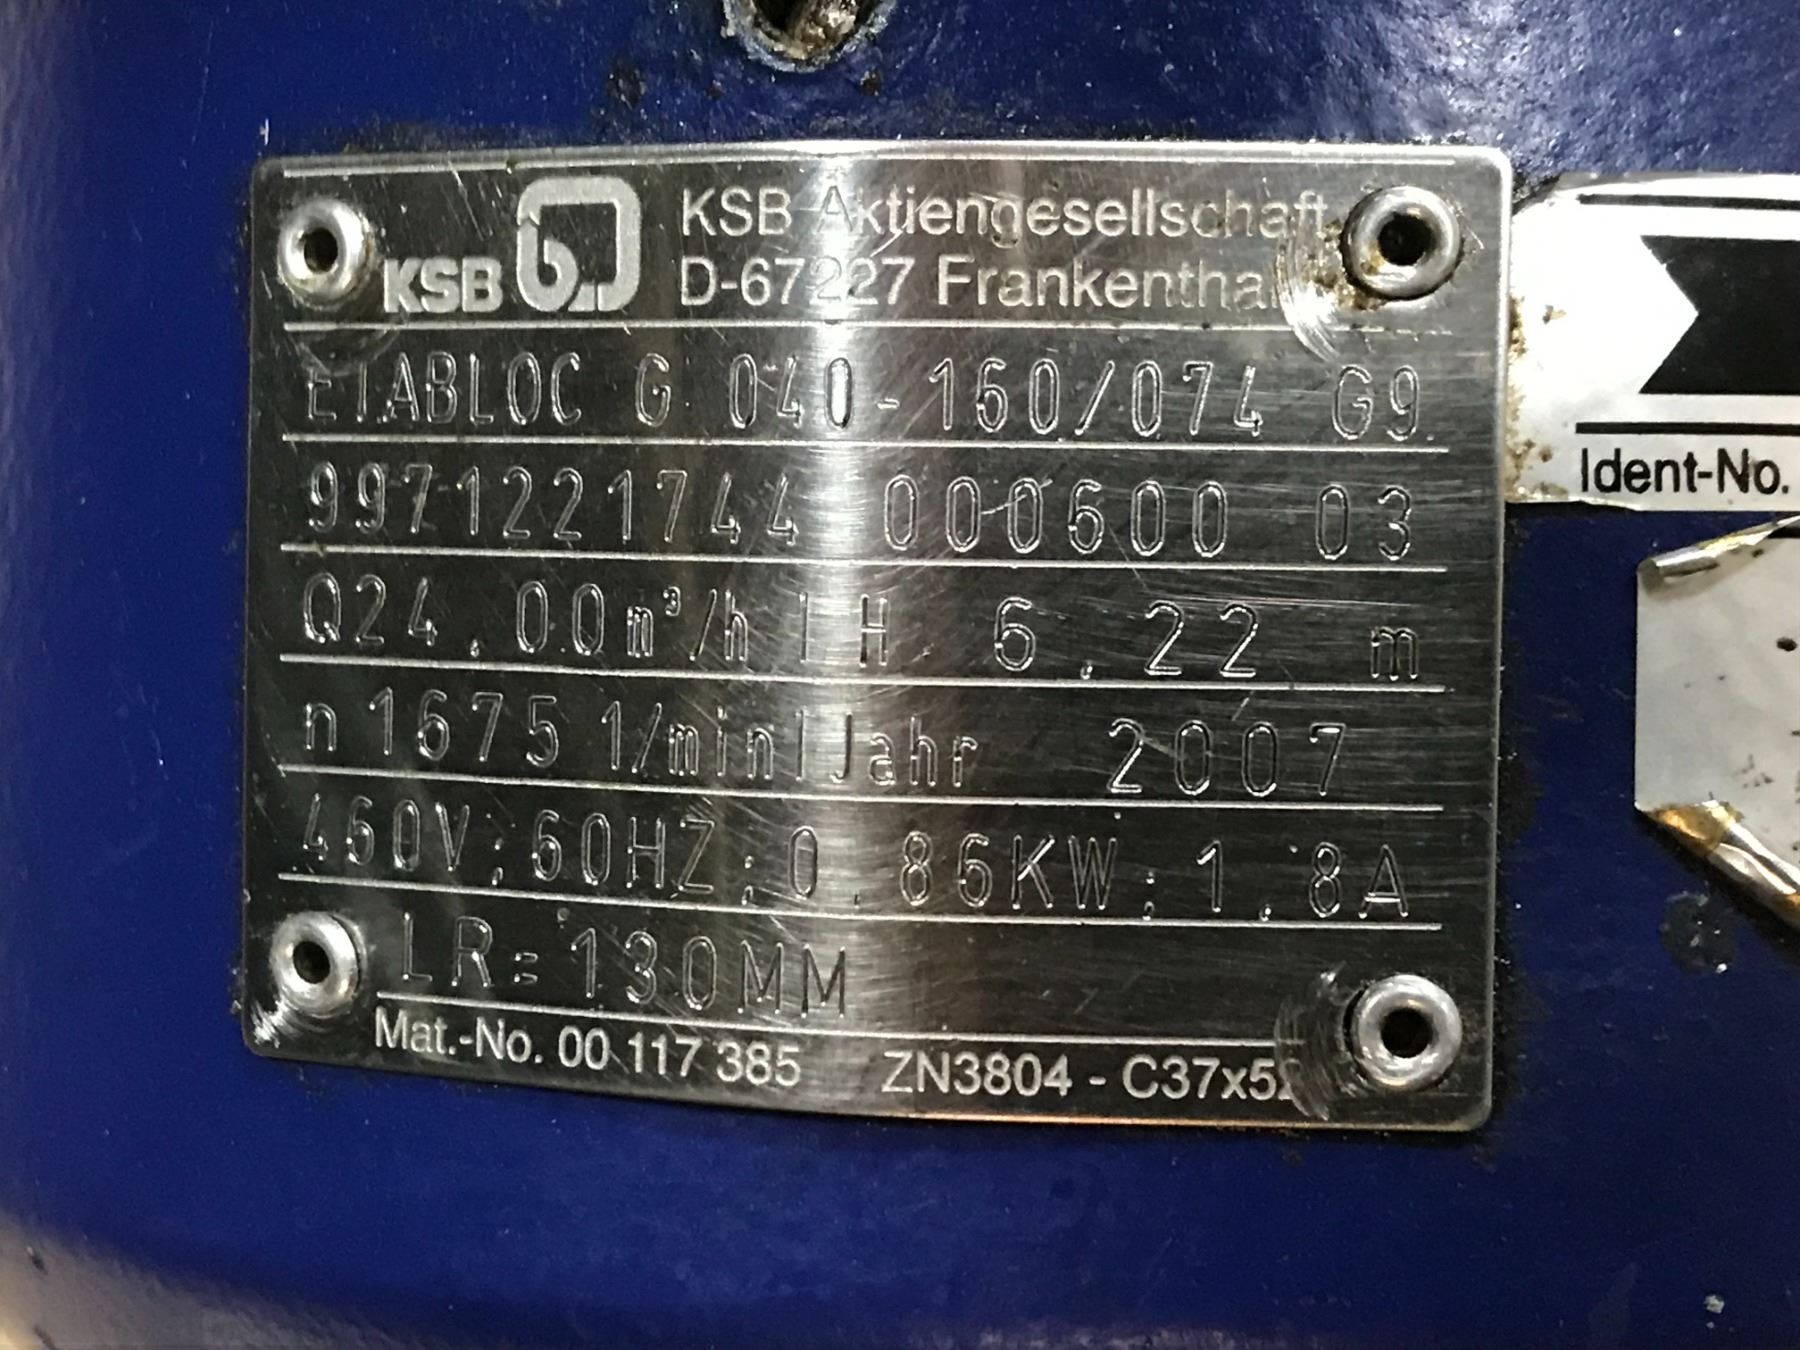 KSB
KSB Aktiengesellschaft
D-67227 Frankenthal
ETABLOC G 040-160/074 G9
9971221744 000600 03
Q24,00m³/h | H 6,22 m
n 1675 1/min | Jahr 2007
460V;60HZ;0,86KW;1,8A
LR=130MM
Mat.-No. 00 117 385 ZN3804 - C37x52
Ident-No.